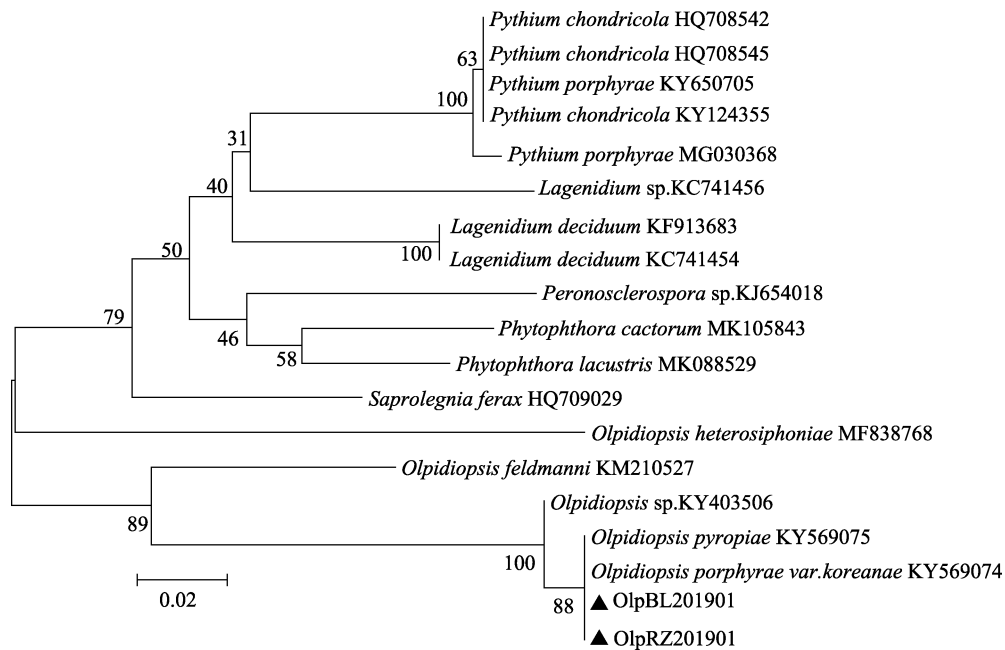 Pythium chondricola HQ708542
63
Pythium chondricola HQ708545
Pythium porphyrae KY650705
100
Pythium chondricola KY124355
31
Pythium porphyrae MG030368
40
Lagenidium sp.KC741456
Lagenidium deciduum KF913683
50
100
Lagenidium deciduum KC741454
Peronosclerospora sp.KJ654018
79
Phytophthora cactorum MK105843
46
58
Phytophthora lacustris MK088529
Saprolegnia ferax HQ709029
Olpidiopsis heterosiphoniae MF838768
Olpidiopsis feldmanni KM210527
Olpidiopsis sp.KY403506
89
Olpidiopsis pyropiae KY569075
100
Olpidiopsis porphyrae var.koreanae KY569074
0.02
88
▲ OlpBL201901
▲ OlpRZ201901